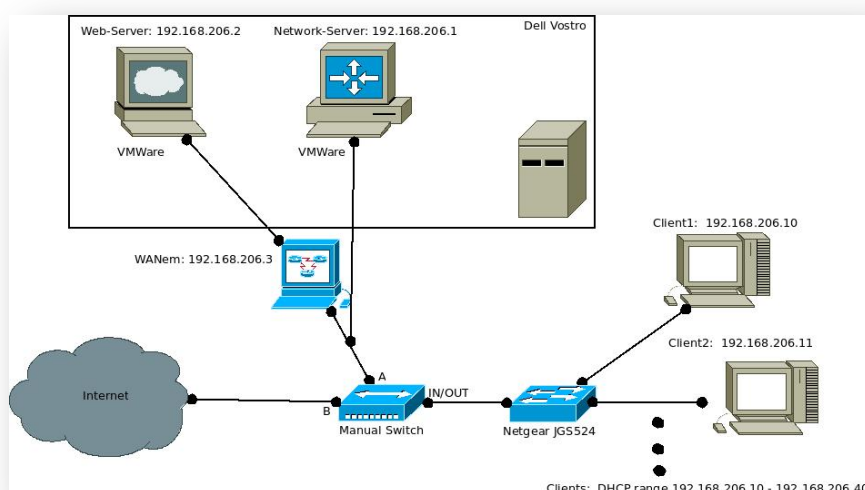 Web-Server: 192.168.206.2
Network-Server: 192.168.206.1
Dell Vostro
VMWare
VMWare
Client1: 192.168.206.10
WANem: 192.168.206.3
Client2: 192.168.206.11
A
Internet
IN/OUT
B
Manual Switch
Netgear JGS524
Clients: DHCP range 192.168.206.10 - 192.168.206.40